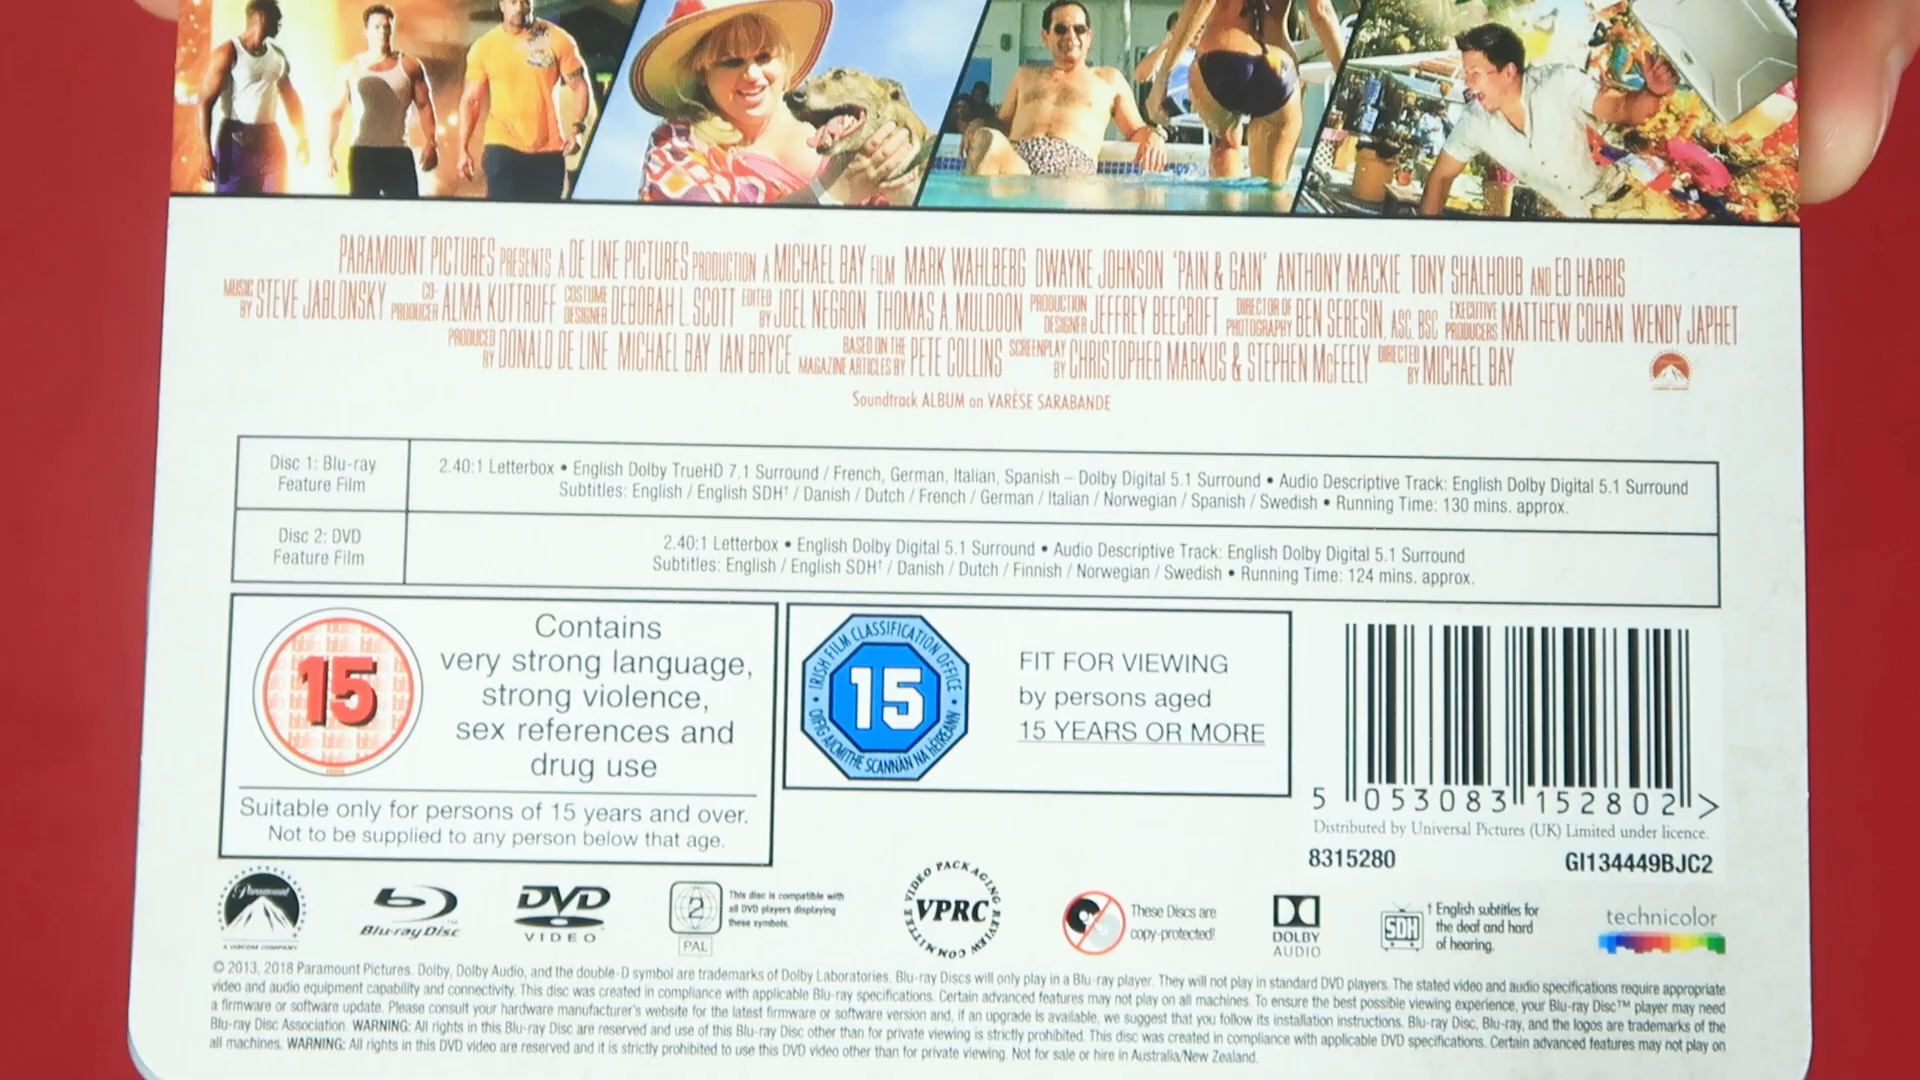 PARAMOUNT PICTURES PRESENTS A DE LINE PICTURES PRODUCTION A MICHAEL BAY FILM MARK WAHLBERG DWAYNE JOHNSON 'PAIN & GAIN' ANTHONY MACKIE TONY SHALHOUB AND ED HARRIS
MUSIC BY STEVE JABLONSKY CO-PRODUCER ALMA KUTTRUFF COSTUME DESIGNER DEBORAH L. SCOTT EDITED BY JOEL NEGRON THOMAS A. MULDOON PRODUCTION DESIGNER JEFFREY BEECROFT DIRECTOR OF PHOTOGRAPHY BEN SERESIN, ASC, BSC EXECUTIVE PRODUCERS MATTHEW COHAN WENDY JAPHET
PRODUCED BY DONALD DE LINE MICHAEL BAY IAN BRYCE BASED ON THE MAGAZINE ARTICLES BY PETE COLLINS SCREENPLAY BY CHRISTOPHER MARKUS & STEPHEN McFEELY DIRECTED BY MICHAEL BAY
Soundtrack ALBUM on VARÈSE SARABANDE
Disc 1: Blu-ray
Feature Film
2.40:1 Letterbox • English Dolby TrueHD 7.1 Surround / French, German, Italian, Spanish – Dolby Digital 5.1 Surround • Audio Descriptive Track: English Dolby Digital 5.1 Surround
Subtitles: English / English SDH† / Danish / Dutch / French / German / Italian / Norwegian / Spanish / Swedish • Running Time: 130 mins. approx.
Disc 2: DVD
Feature Film
2.40:1 Letterbox • English Dolby Digital 5.1 Surround • Audio Descriptive Track: English Dolby Digital 5.1 Surround
Subtitles: English / English SDH† / Danish / Dutch / Finnish / Norwegian / Swedish • Running Time: 124 mins. approx.
15
Contains
very strong language,
strong violence,
sex references and
drug use
Suitable only for persons of 15 years and over.
Not to be supplied to any person below that age.
IRISH FILM CLASSIFICATION OFFICE
15
OIFIG AICMITHE SCANNÁN NA HÉIREANN
FIT FOR VIEWING
by persons aged
15 YEARS OR MORE
5 053083 152802 >
Distributed by Universal Pictures (UK) Limited under licence.
8315280 GI134449BJC2
Paramount
A VIACOM COMPANY
Blu-ray Disc™
DVD
VIDEO
2
PAL
This disc is compatible with
all DVD players displaying
these symbols.
VIDEO PACKAGING REVIEW COMMITTEE
VPRC
These Discs are
copy-protected!
DOLBY
AUDIO
SDH
† English subtitles for
the deaf and hard
of hearing.
technicolor
© 2013, 2018 Paramount Pictures. Dolby, Dolby Audio, and the double-D symbol are trademarks of Dolby Laboratories. Blu-ray Discs will only play in a Blu-ray player. They will not play in standard DVD players. The stated video and audio specifications require appropriate
video and audio equipment capability and connectivity. This disc was created in compliance with applicable Blu-ray specifications. Certain advanced features may not play on all machines. To ensure the best possible viewing experience, your Blu-ray Disc™ player may need
a firmware or software update. Please consult your hardware manufacturer's website for the latest firmware or software version and, if an upgrade is available, we suggest that you follow its installation instructions. Blu-ray Disc, Blu-ray, and the logos are trademarks of the
Blu-ray Disc Association. WARNING: All rights in this Blu-ray Disc are reserved and use of this Blu-ray Disc other than for private viewing is strictly prohibited. This disc was created in compliance with applicable DVD specifications. Certain advanced features may not play on
all machines. WARNING: All rights in this DVD video are reserved and it is strictly prohibited to use this DVD video other than for private viewing. Not for sale or hire in Australia/New Zealand.